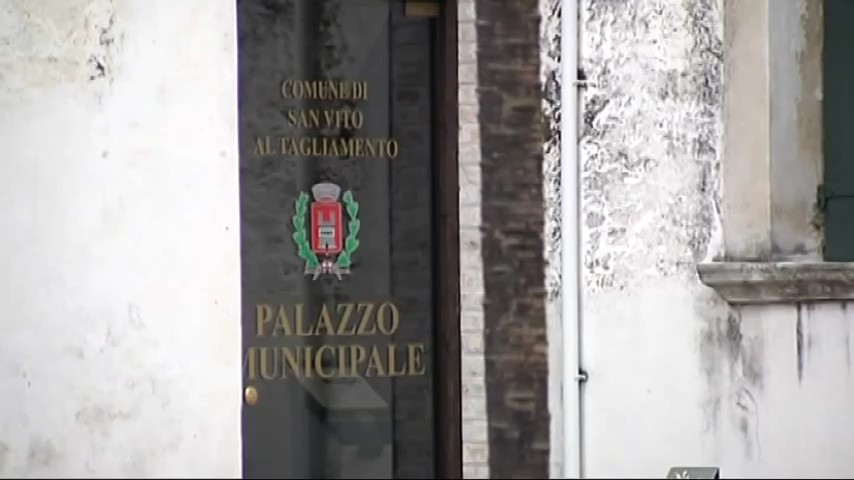 COMUNE DI
SAN VITO
AL TAGLIAMENTO
PALAZZO
MUNICIPALE